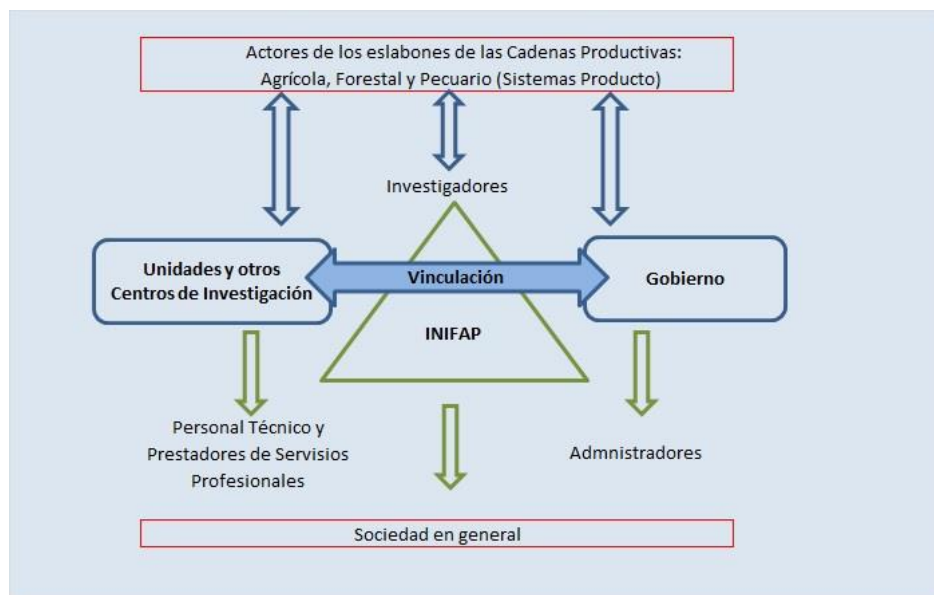 Actores de los eslabones de las Cadenas Productivas:
Agrícola, Forestal y Pecuario (Sistemas Producto)
Investigadores
Unidades y otros
Centros de Investigación
Vinculación
Gobierno
INIFAP
Personal Técnico y
Prestadores de Servisios
Profesionales
Admnistradores
Sociedad en general